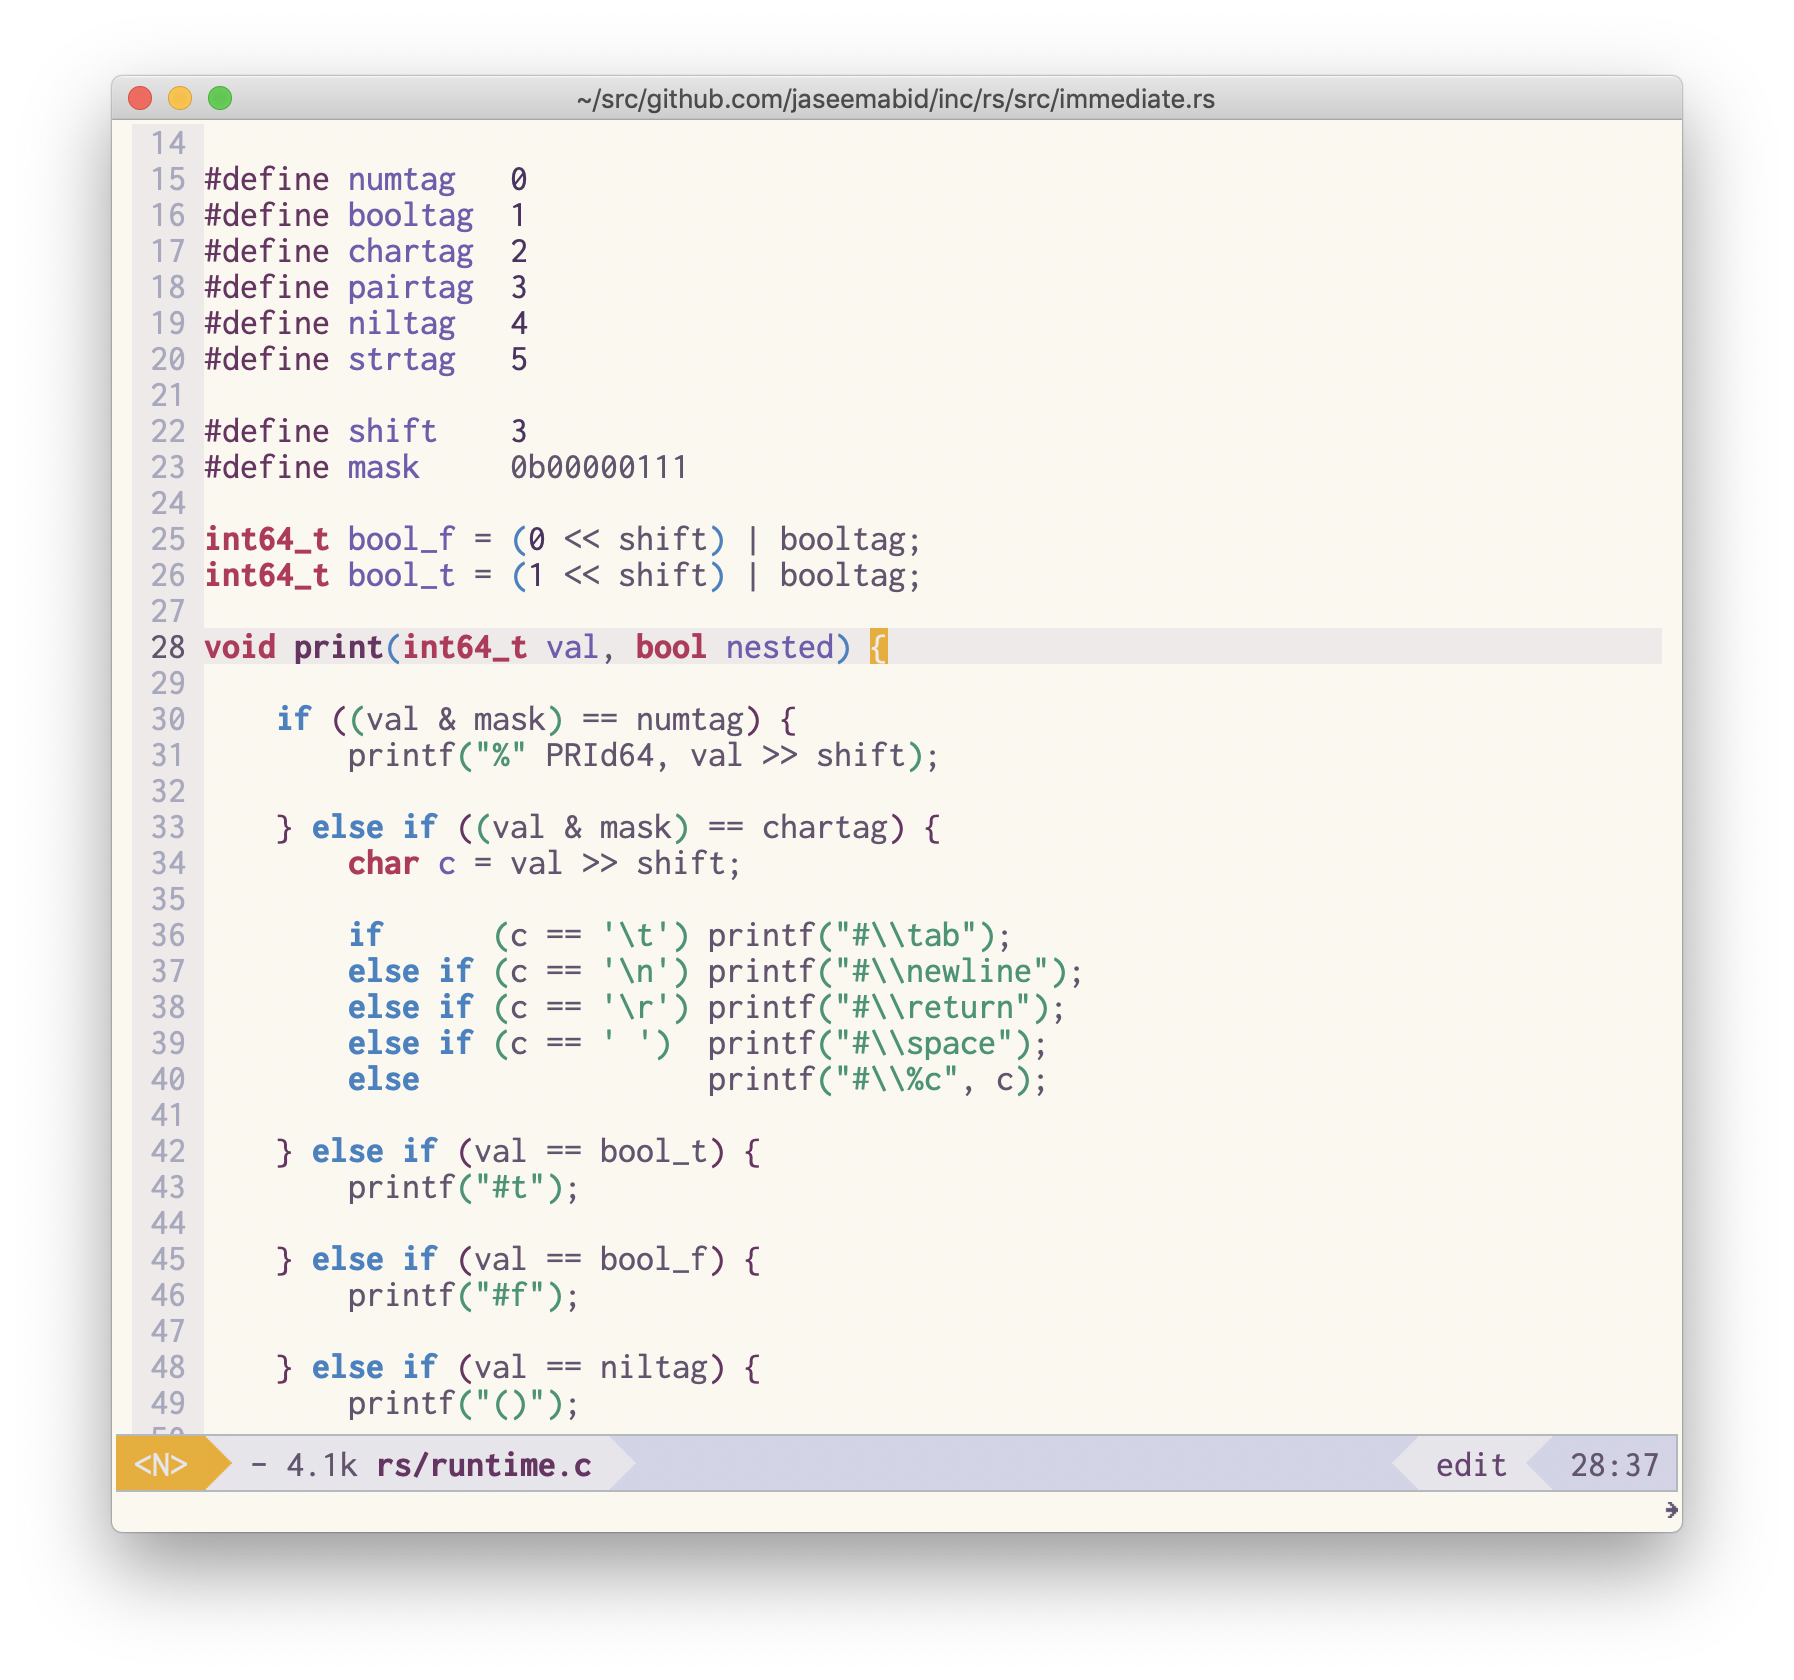 ~/src/github.com/jaseemabid/inc/rs/src/immediate.rs
14
15 #define numtag   0
16 #define booltag  1
17 #define chartag  2
18 #define pairtag  3
19 #define niltag   4
20 #define strtag   5
21
22 #define shift    3
23 #define mask     0b00000111
24
25 int64_t bool_f = (0 << shift) | booltag;
26 int64_t bool_t = (1 << shift) | booltag;
27
28 void print(int64_t val, bool nested) {
29
30     if ((val & mask) == numtag) {
31         printf("%" PRId64, val >> shift);
32
33     } else if ((val & mask) == chartag) {
34         char c = val >> shift;
35
36         if      (c == '\t') printf("#\\tab");
37         else if (c == '\n') printf("#\\newline");
38         else if (c == '\r') printf("#\\return");
39         else if (c == ' ')  printf("#\\space");
40         else                printf("#\\%c", c);
41
42     } else if (val == bool_t) {
43         printf("#t");
44
45     } else if (val == bool_f) {
46         printf("#f");
47
48     } else if (val == niltag) {
49         printf("()");
50
<N> - 4.1k rs/runtime.c edit 28:37